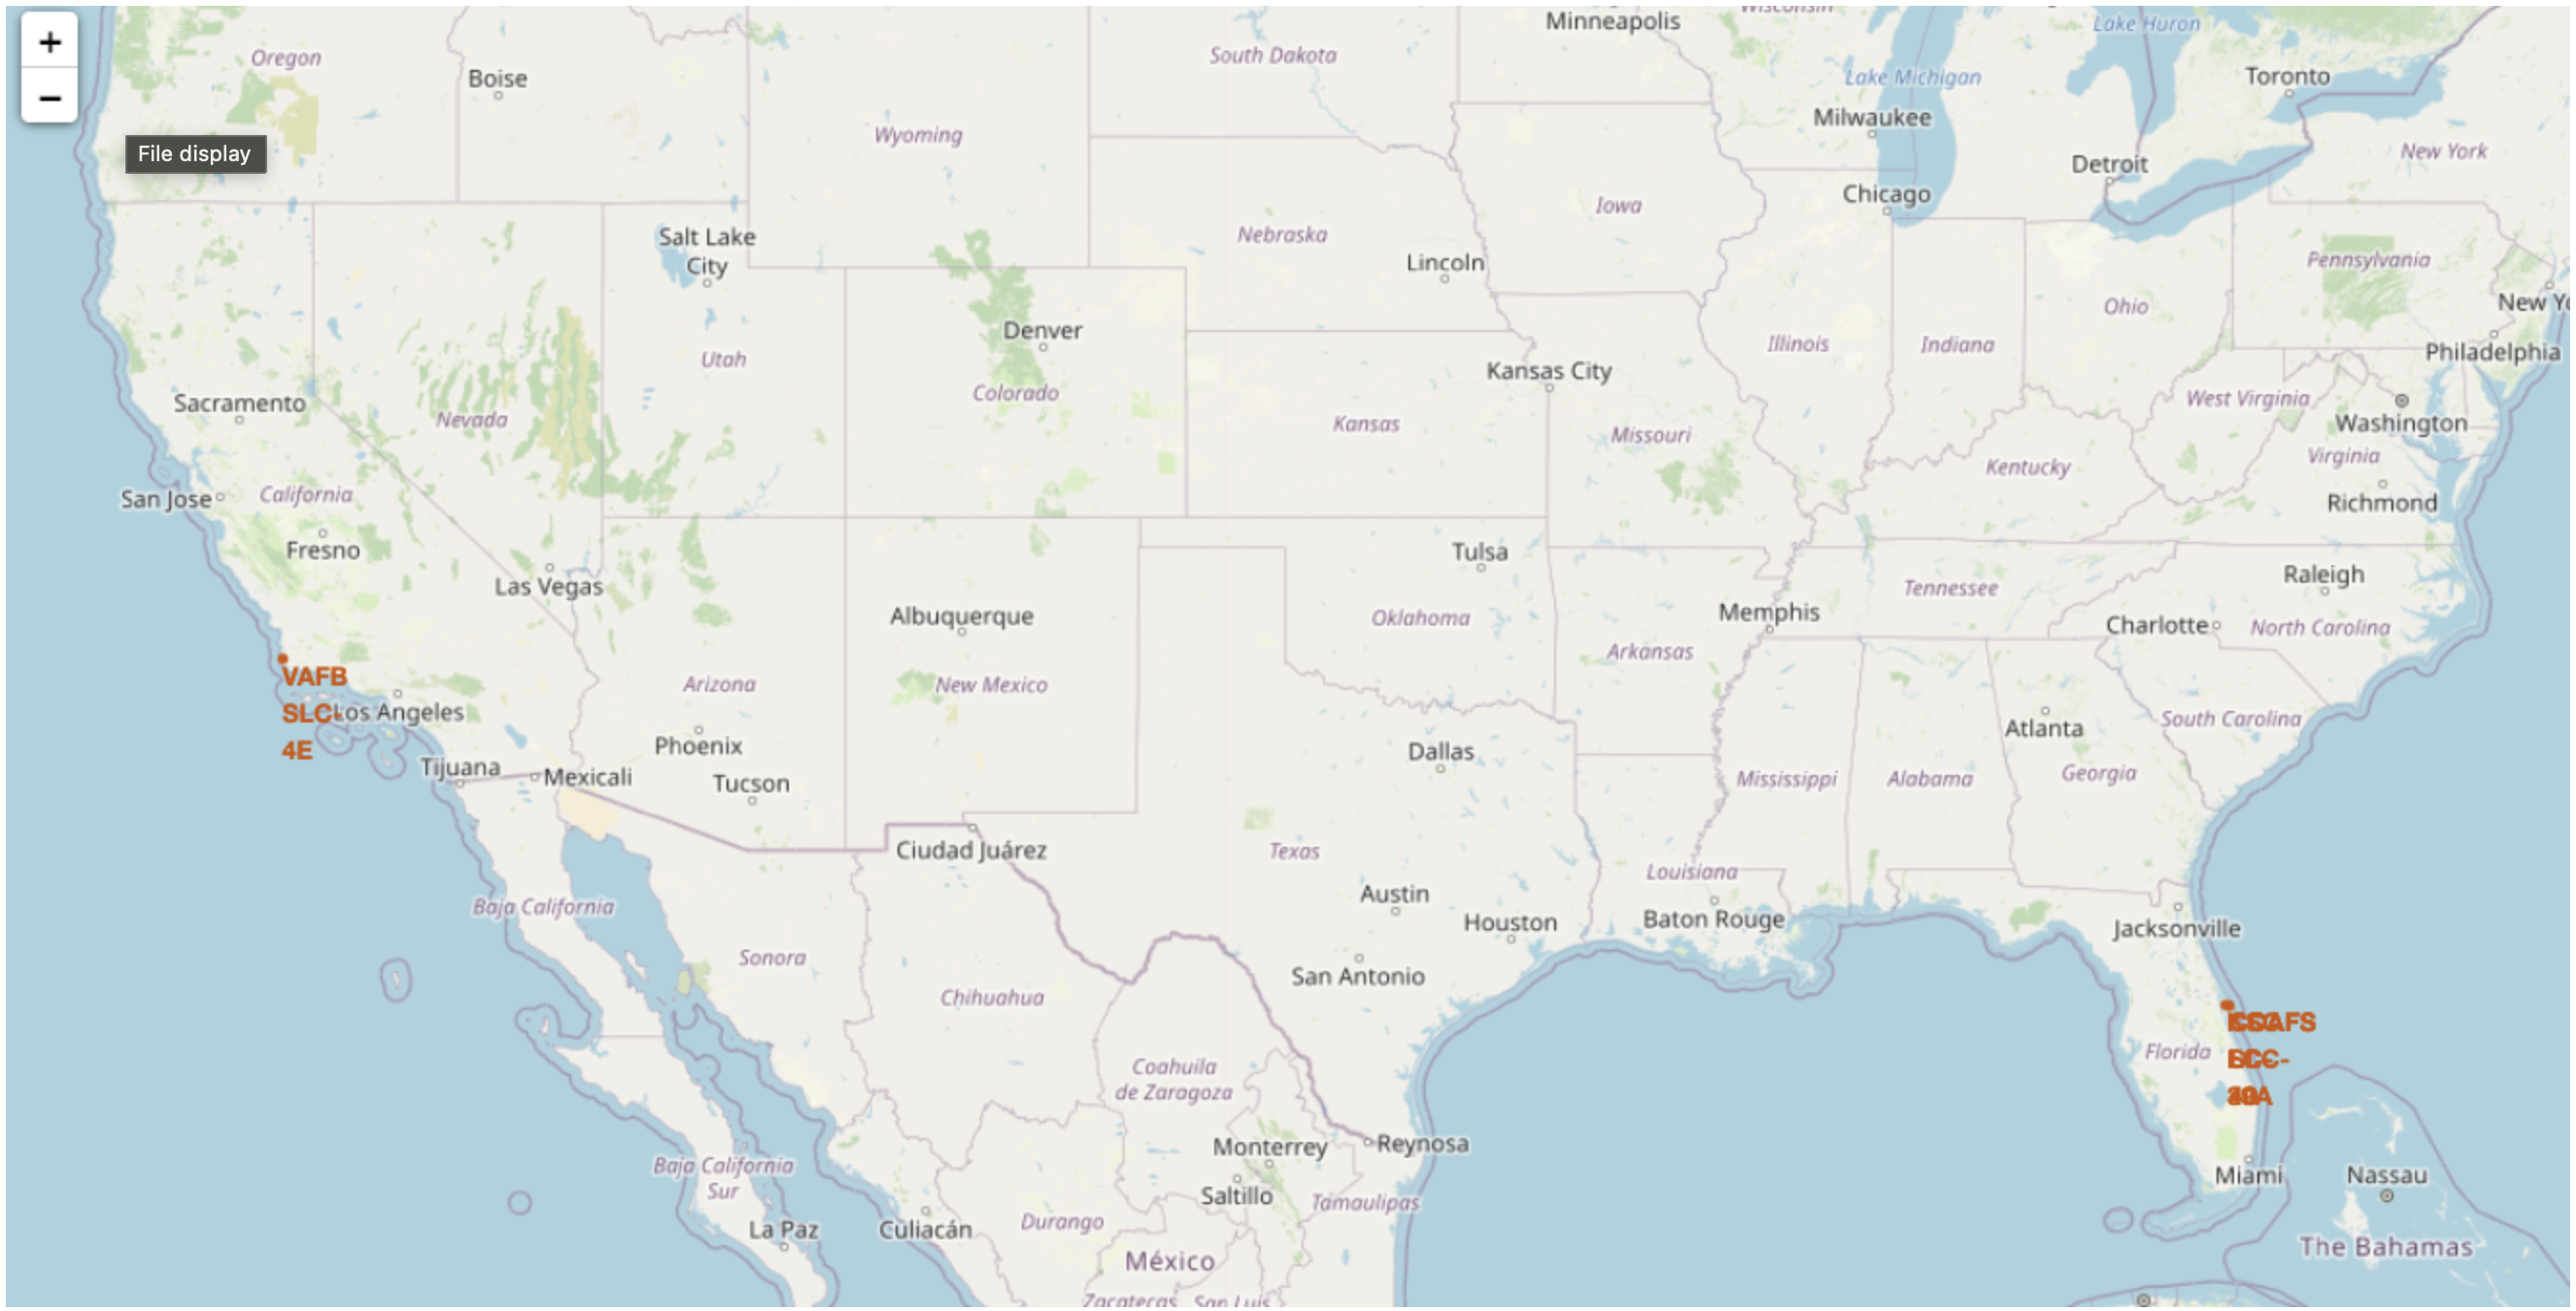 +
−
File display
Oregon
Boise
South Dakota
Minneapolis
Wisconsin
Lake Huron
Lake Michigan
Toronto
Wyoming
Milwaukee
Detroit
New York
Chicago
Iowa
Nebraska
Salt Lake
City
Lincoln
Pennsylvania
Denver
Ohio
New Yo
Utah
Illinois
Indiana
Philadelphia
Colorado
Kansas City
Sacramento
Nevada
Kansas
West Virginia
Washington
Missouri
Virginia
Kentucky
San Jose
California
Richmond
Fresno
Tulsa
Las Vegas
Raleigh
Tennessee
Albuquerque
Oklahoma
Memphis
Charlotte
North Carolina
Arkansas
VAFB
SLC-
4E
Los Angeles
Arizona
New Mexico
South Carolina
Atlanta
Phoenix
Dallas
Tijuana
Mexicali
Tucson
Mississippi
Alabama
Georgia
Ciudad Juárez
Texas
Louisiana
Austin
Houston
Baton Rouge
Jacksonville
Baja California
Sonora
San Antonio
Chihuahua
Florida
Coahuila
de Zaragoza
Monterrey
Reynosa
Baja California
Sur
Saltillo
Tamaulipas
Miami
Nassau
La Paz
Culiacán
Durango
México
The Bahamas
Zacatecas
San Luis